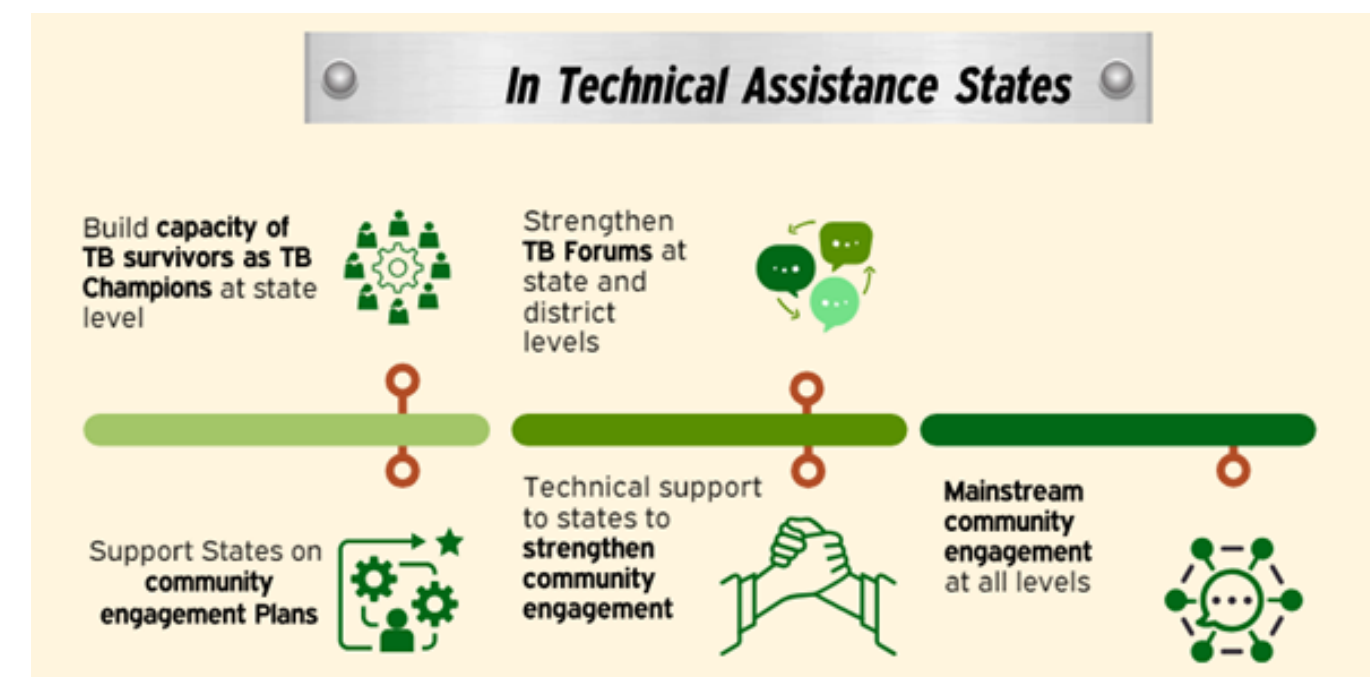 In Technical Assistance States
Build capacity of
TB survivors as TB
Champions at state
level
Strengthen
TB Forums at
state and
district
levels
Support States on
community
engagement Plans
Technical support
to states to
strengthen
community
engagement
Mainstream
community
engagement
at all levels